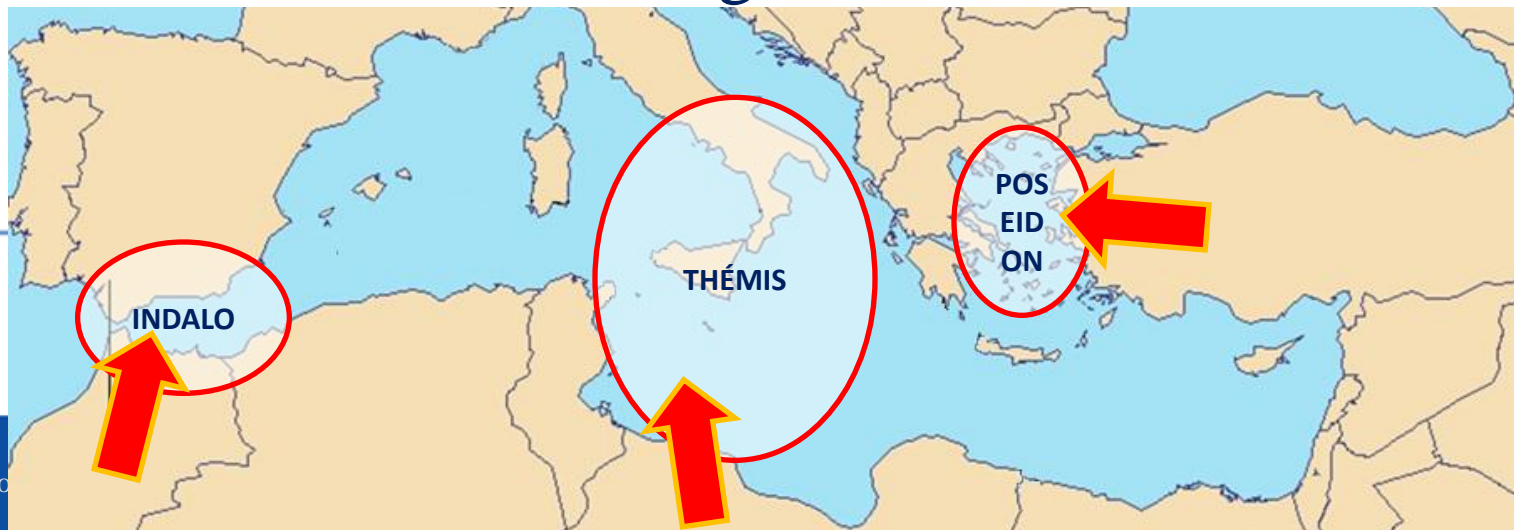 POS
EID
ON
THÉMIS
INDALO